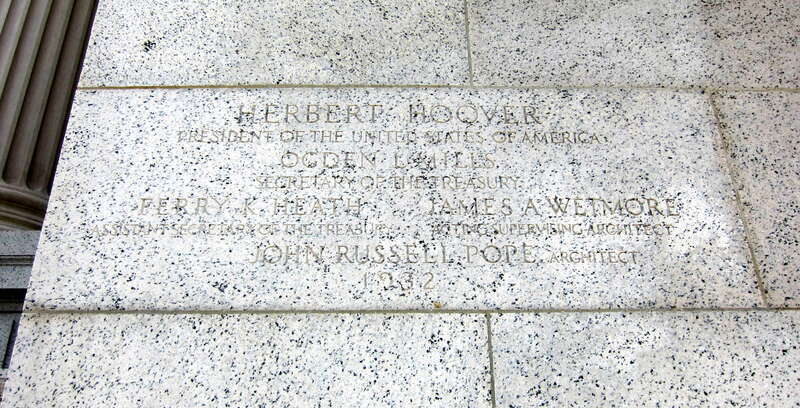 HERBERT HOOVER
PRESIDENT OF THE UNITED STATES OF AMERICA
OGDEN L. MILLS
SECRETARY OF THE TREASURY
FERRY K. HEATH JAMES A. WETMORE
ASSISTANT SECRETARY OF THE TREASURY ACTING SUPERVISING ARCHITECT
JOHN RUSSELL POPE, ARCHITECT
1932